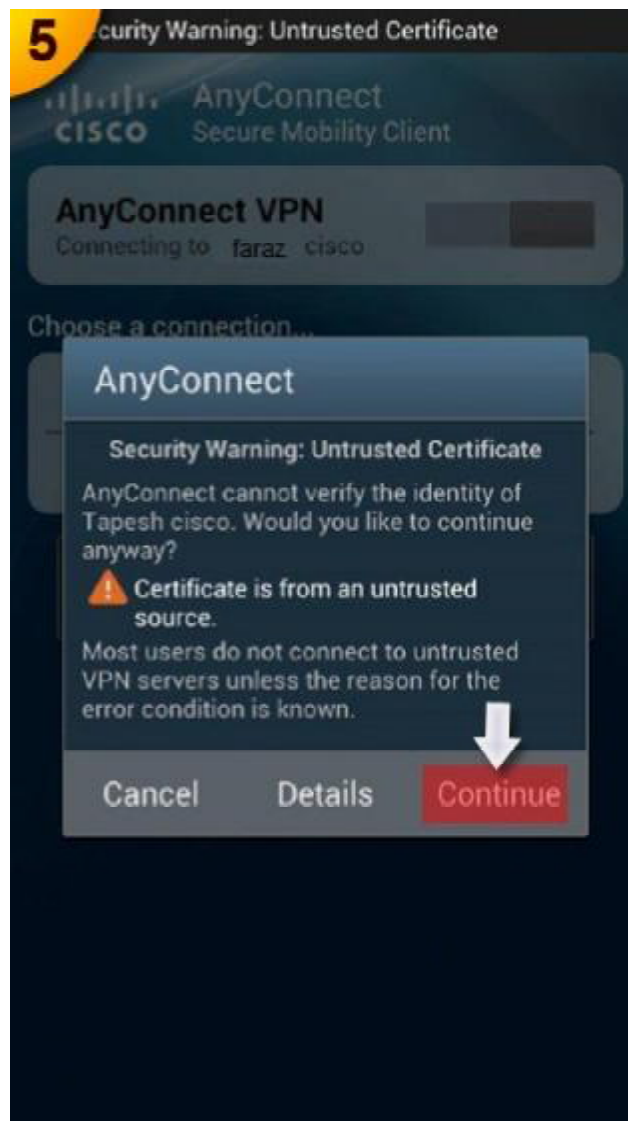 5
curity Warning: Untrusted Certificate
AnyConnect
CISCO Secure Mobility Client
AnyConnect VPN
Connecting to faraz cisco
Choose a connection...
AnyConnect
Security Warning: Untrusted Certificate
AnyConnect cannot verify the identity of
Tapesh cisco. Would you like to continue
anyway?
Certificate is from an untrusted
source.
Most users do not connect to untrusted
VPN servers unless the reason for the
error condition is known.
Cancel Details Continue